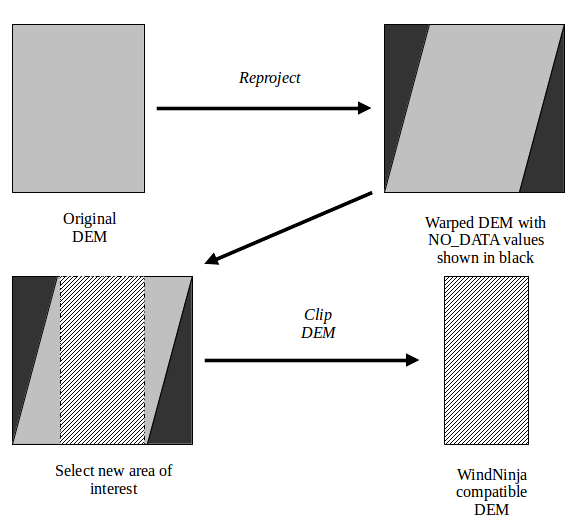 Reproject
Original
DEM
Warped DEM with
NO_DATA values
shown in black
Clip
DEM
Select new area of
interest
WindNinja
compatible
DEM